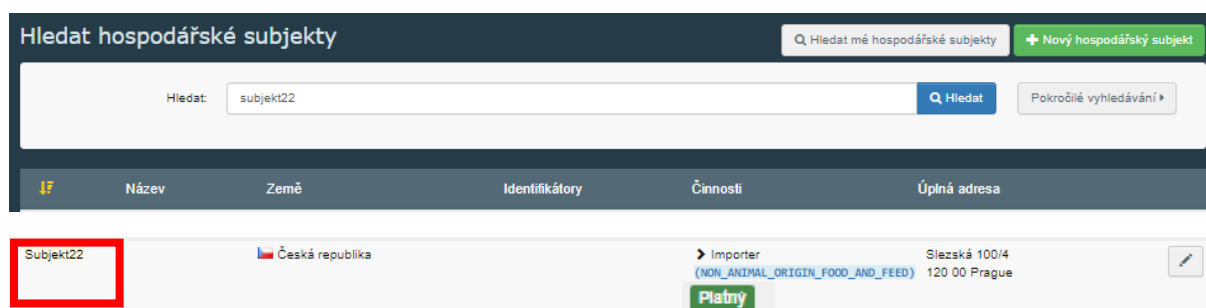 Hledat hospodářské subjekty
Hledat mé hospodářské subjekty
Nový hospodářský subjekt
Hledat:
subjekt22
Hledat
Pokročilé vyhledávání
Název Země Identifikátory Činnosti Úplná adresa
Subjekt22
Česká republika
Importer
(NON_ANIMAL_ORIGIN_FOOD_AND_FEED)
Platný
Slezská 100/4
120 00 Prague